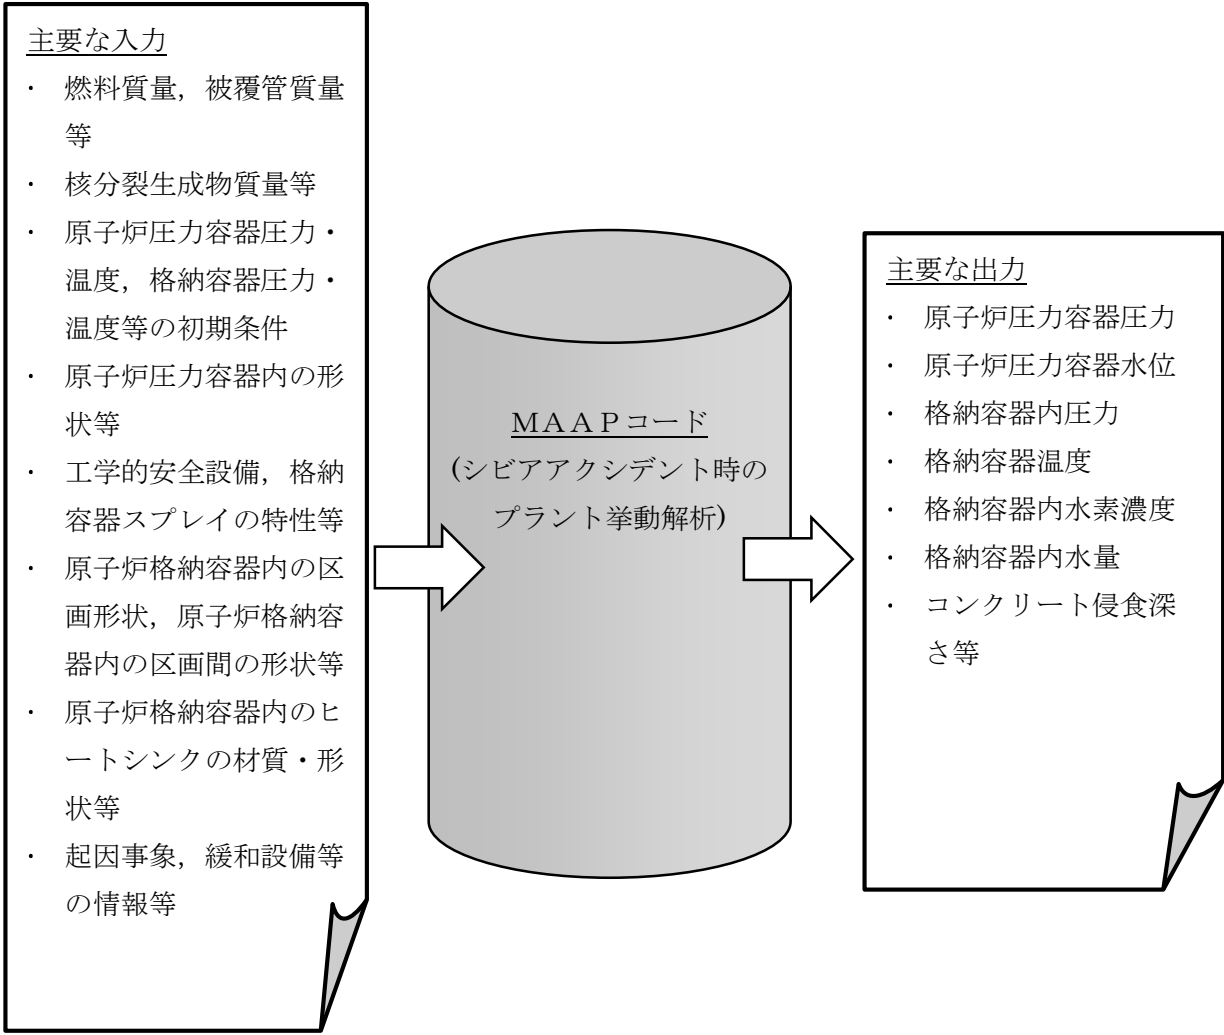 主要な入力
· 燃料質量，被覆管質量
等
· 核分裂生成物質量等
· 原子炉圧力容器圧力・
温度，格納容器圧力・
温度等の初期条件
· 原子炉圧力容器内の形
状等
· 工学的安全設備，格納
容器スプレイの特性等
· 原子炉格納容器内の区
画形状，原子炉格納容
器内の区画間の形状等
· 原子炉格納容器内のヒ
ートシンクの材質・形
状等
· 起因事象，緩和設備等
の情報等
ＭＡＡＰコード
(シビアアクシデント時の
プラント挙動解析)
主要な出力
· 原子炉圧力容器圧力
· 原子炉圧力容器水位
· 格納容器内圧力
· 格納容器温度
· 格納容器内水素濃度
· 格納容器内水量
· コンクリート侵食深
さ等